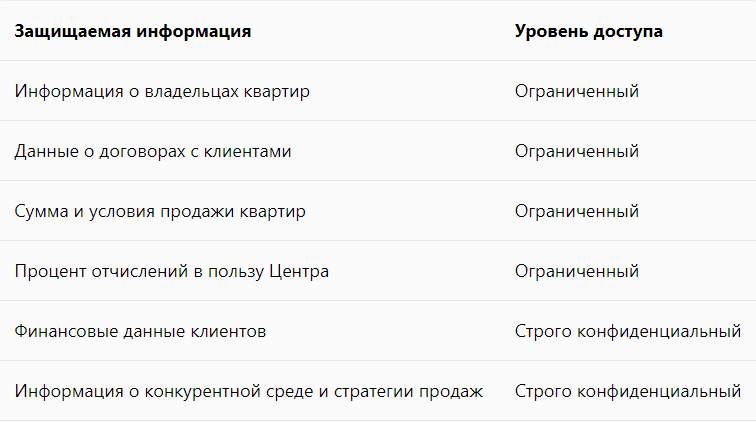 Защищаемая информация Уровень доступа
Информация о владельцах квартир Ограниченный
Данные о договорах с клиентами Ограниченный
Сумма и условия продажи квартир Ограниченный
Процент отчислений в пользу Центра Ограниченный
Финансовые данные клиентов Строго конфиденциальный
Информация о конкурентной среде и стратегии продаж Строго конфиденциальный